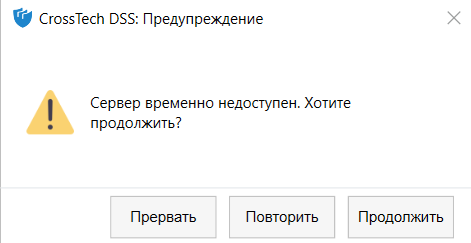 CrossTech DSS: Предупреждение
Сервер временно недоступен. Хотите
продолжить?
Прервать
Повторить
Продолжить